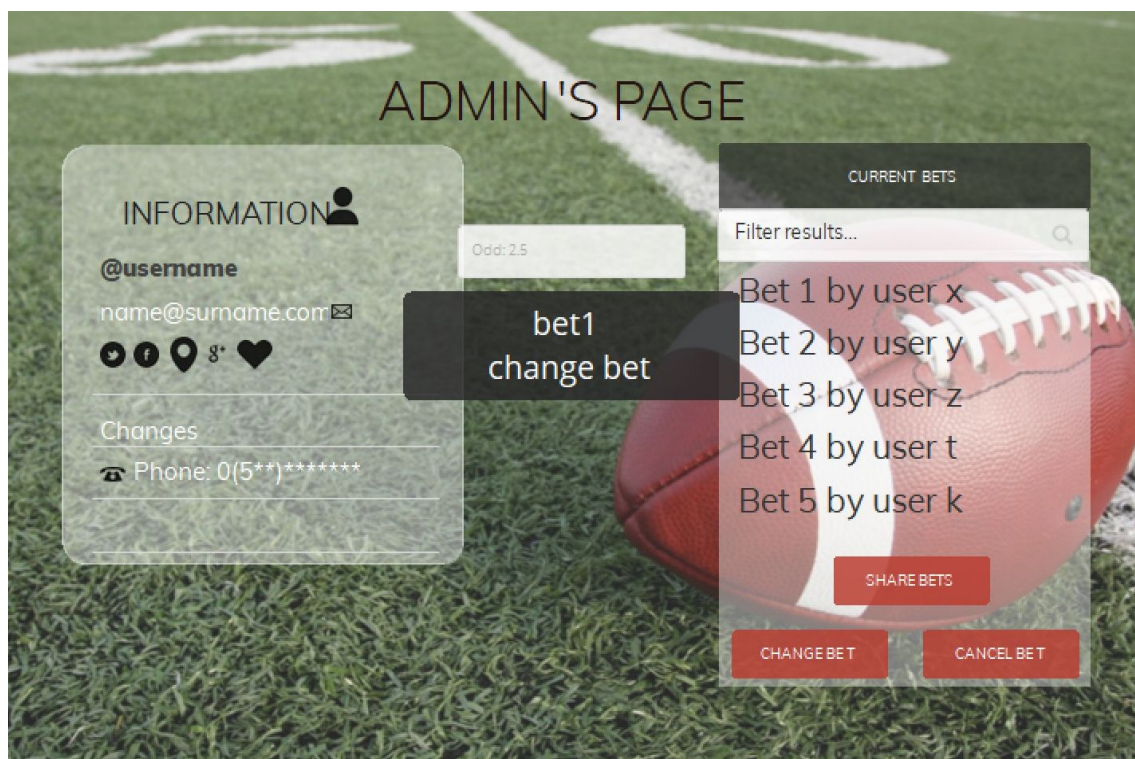 5 0
ADMIN'S PAGE
INFORMATION
@username
name@surname.com
Changes
Phone: 0(5**)*******
Odd: 2.5
bet1
change bet
CURRENT BETS
Filter results...
Bet 1 by user x
Bet 2 by user y
Bet 3 by user z
Bet 4 by user t
Bet 5 by user k
SHARE BETS
CHANGE BET
CANCEL BET